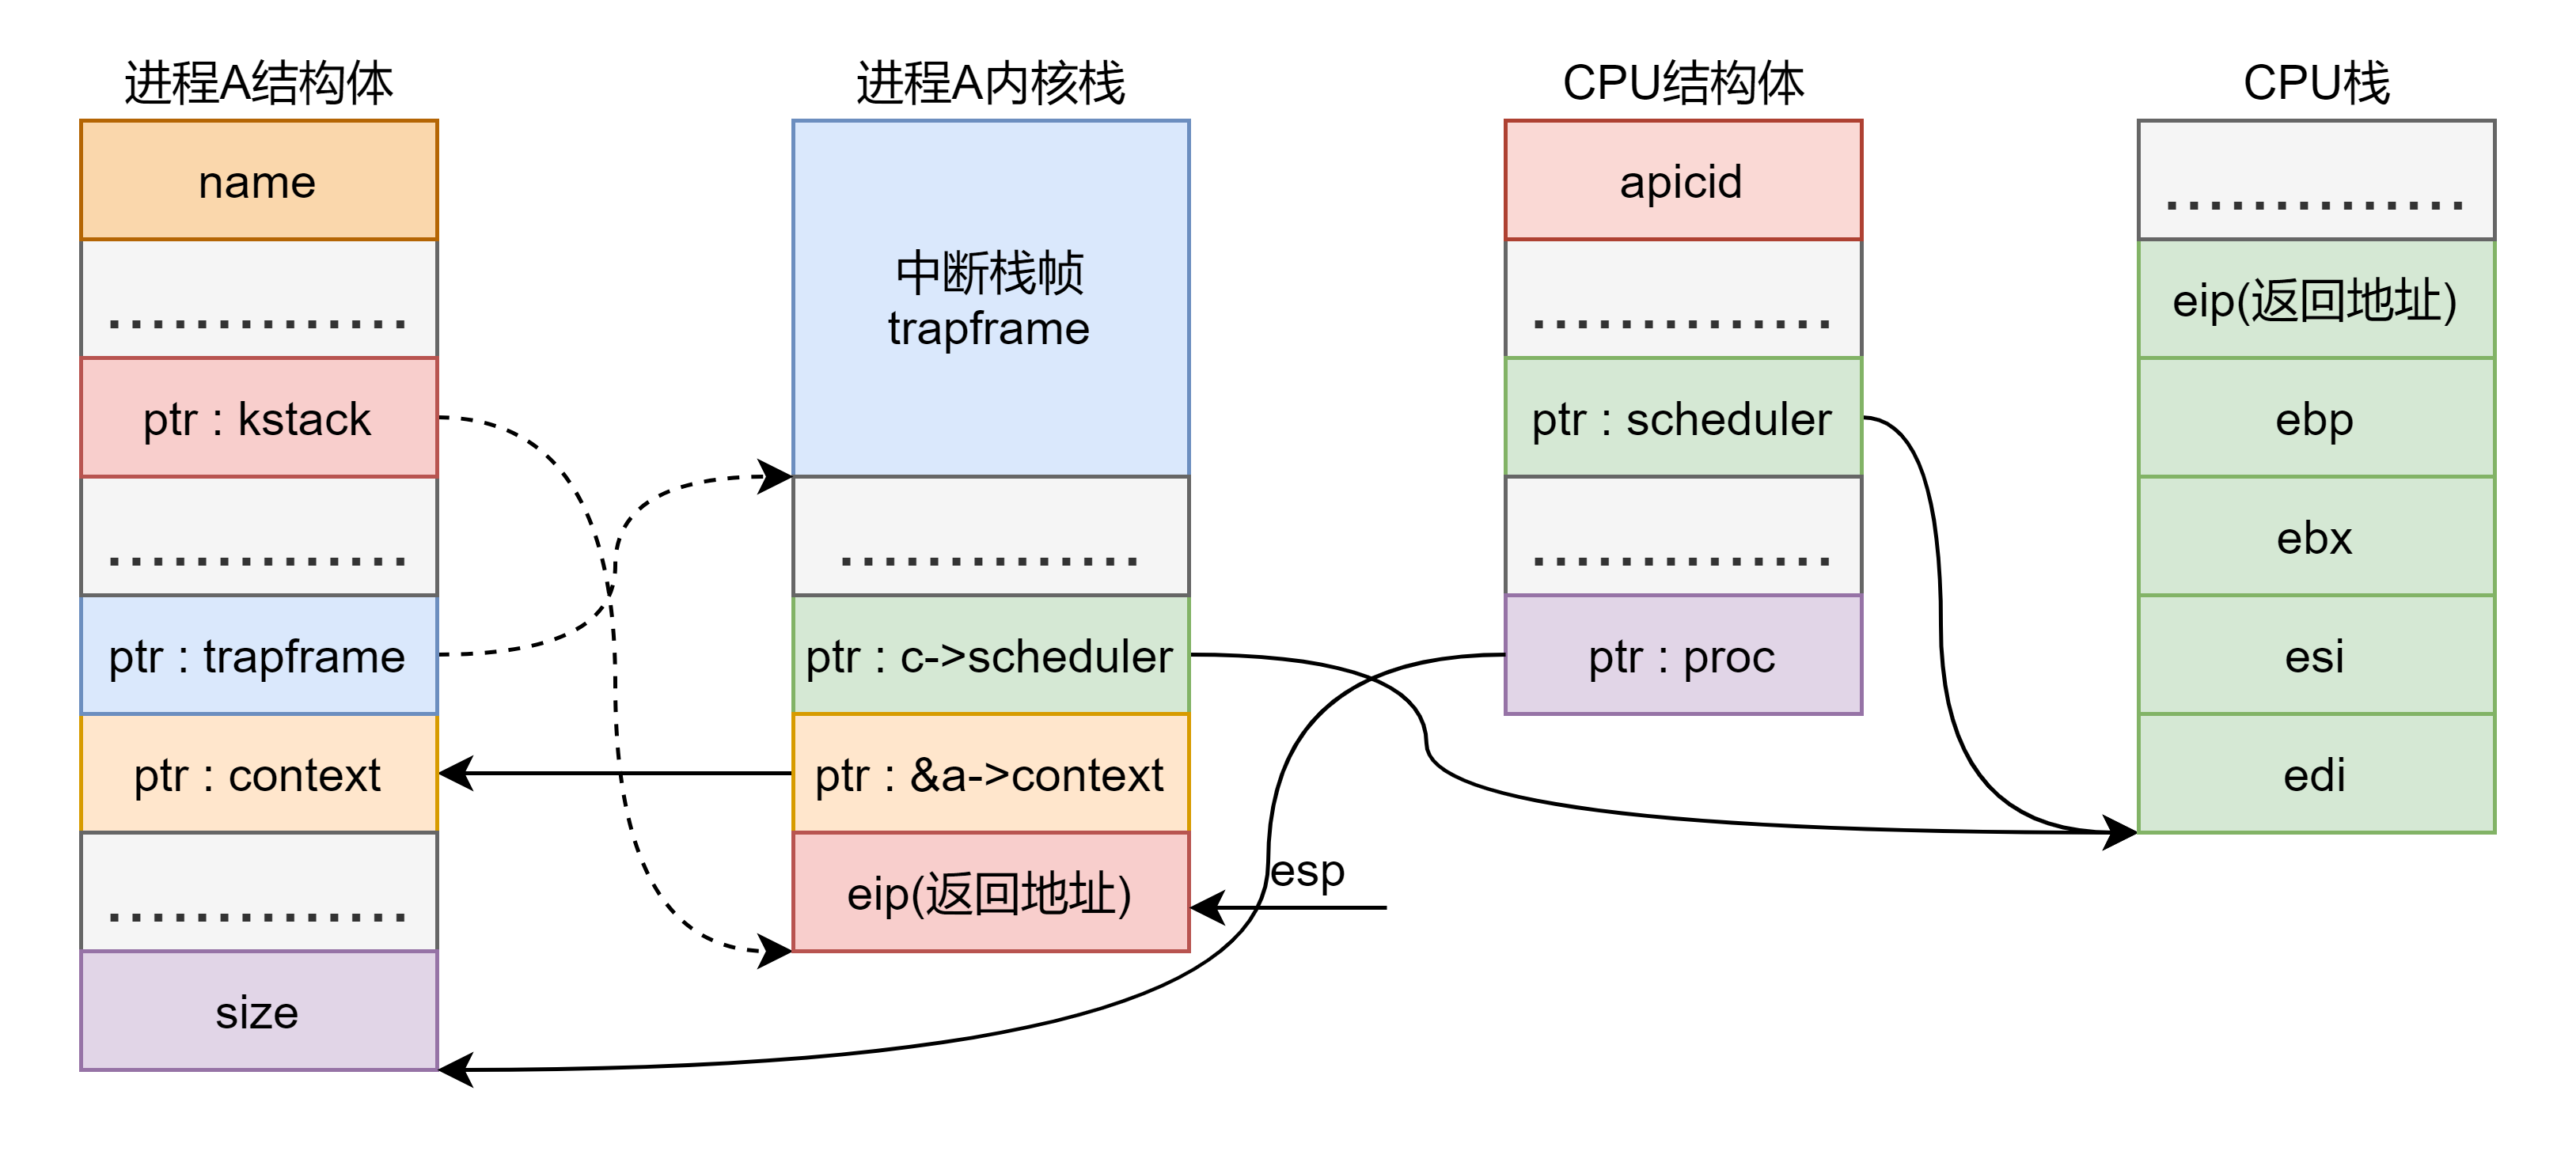 进程A结构体
name
..............
ptr : kstack
..............
ptr : trapframe
ptr : context
..............
size
进程A内核栈
中断栈帧
trapframe
..............
ptr : c->scheduler
ptr : &a->context
eip(返回地址)
esp
CPU结构体
apicid
..............
ptr : scheduler
..............
ptr : proc
CPU栈
..............
eip(返回地址)
ebp
ebx
esi
edi